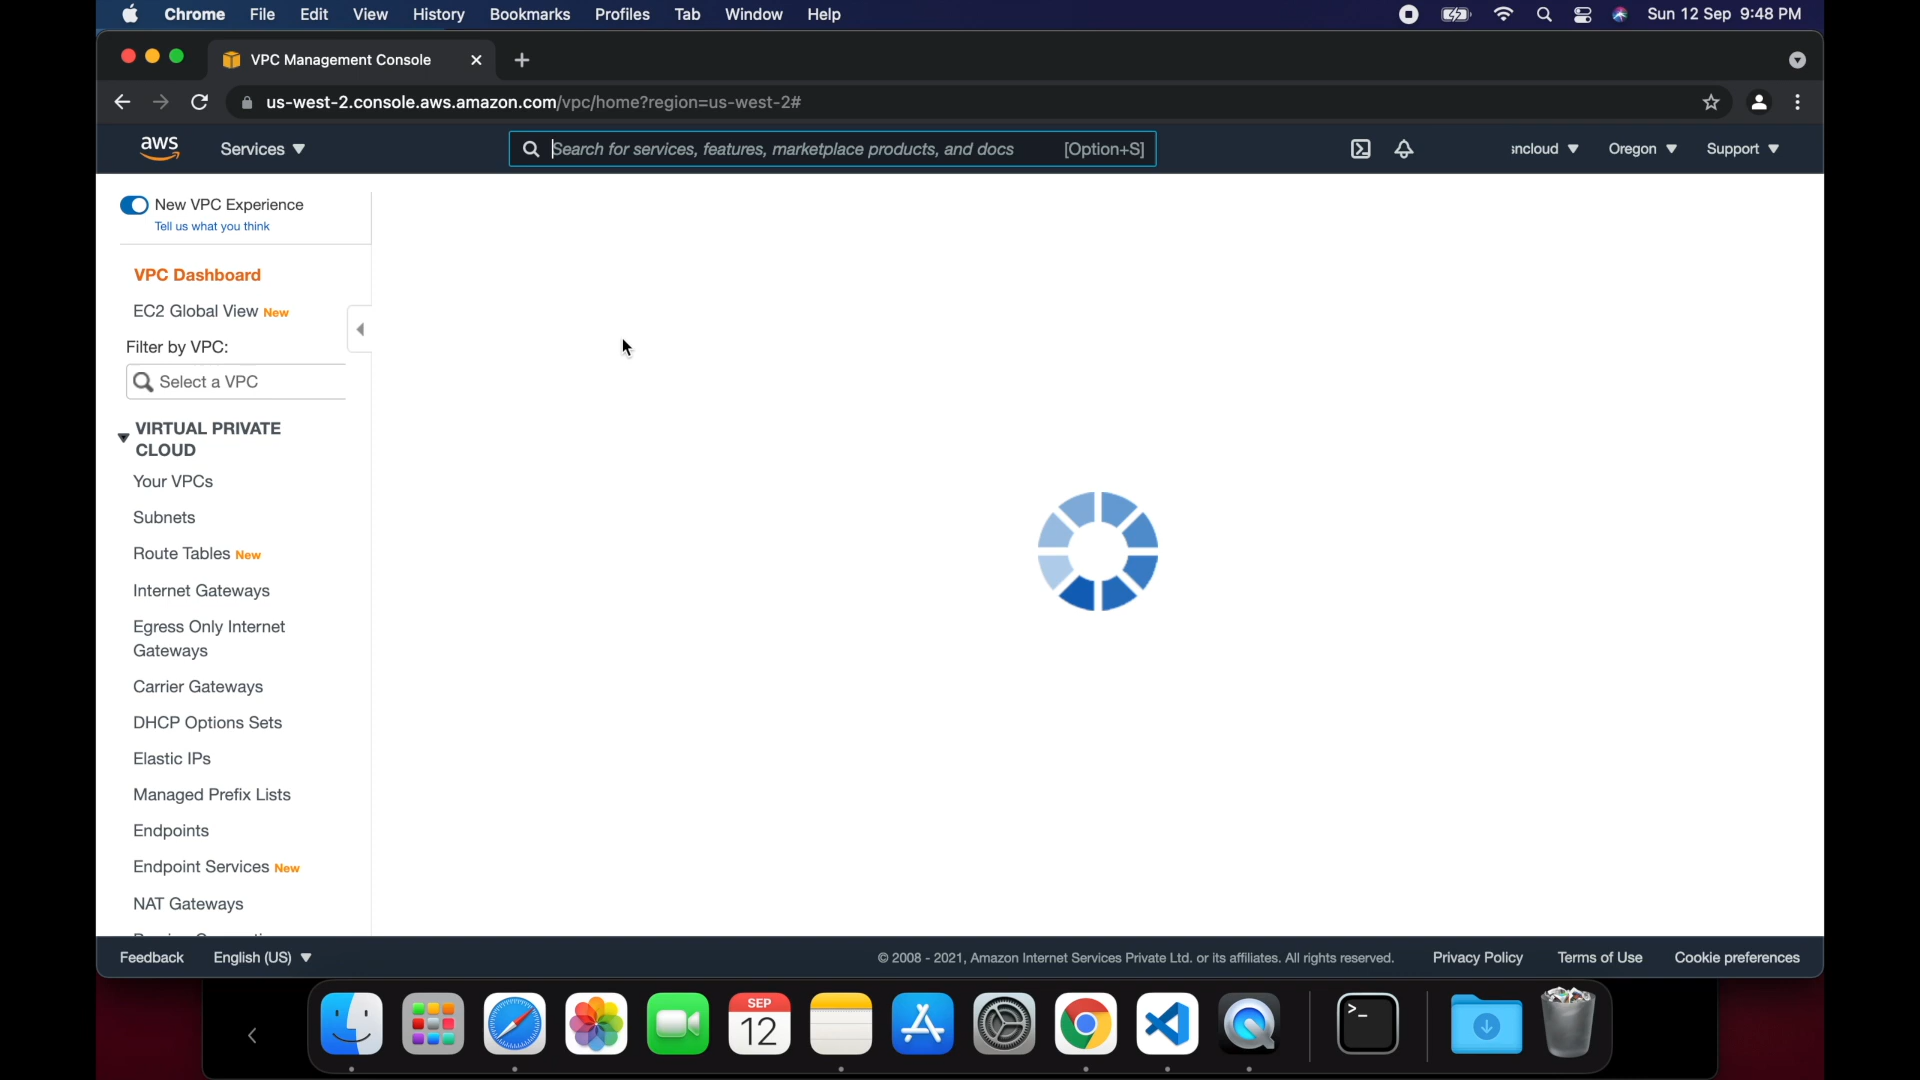 Chrome File Edit View History Bookmarks Profiles Tab Window Help Sun 12 Sep 9:48 PM
VPC Management Console
us-west-2.console.aws.amazon.com/vpc/home?region=us-west-2#
aws Services Search for services, features, marketplace products, and docs [Option+S] Oregon Support
New VPC Experience
Tell us what you think
VPC Dashboard
EC2 Global View New
Filter by VPC:
Select a VPC
VIRTUAL PRIVATE
CLOUD
Your VPCs
Subnets
Route Tables New
Internet Gateways
Egress Only Internet
Gateways
Carrier Gateways
DHCP Options Sets
Elastic IPs
Managed Prefix Lists
Endpoints
Endpoint Services New
NAT Gateways
Feedback English (US) © 2008 - 2021, Amazon Internet Services Private Ltd. or its affiliates. All rights reserved. Privacy Policy Terms of Use Cookie preferences
SEP
12